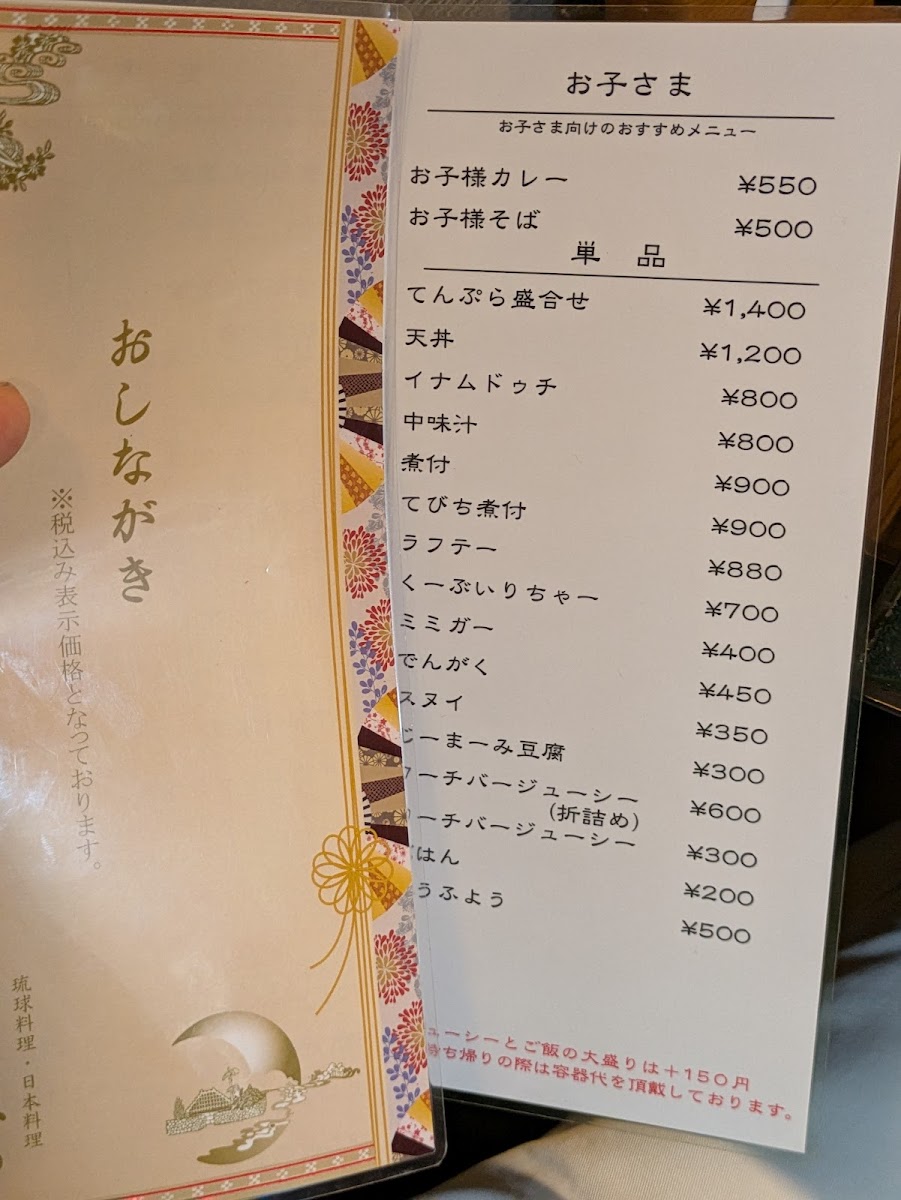 おしながき
※税込み表示価格となっております。
琉球料理・日本料理
お子さま
お子さま向けのおすすめメニュー
お子様カレー ¥550
お子様そば ¥500
単 品
てんぷら盛合せ ¥1,400
天丼 ¥1,200
イナムドゥチ ¥800
中味汁 ¥800
煮付 ¥900
てびち煮付 ¥900
ラフテー ¥880
くーぶいりちゃー ¥700
ミミガー ¥400
でんがく ¥450
スヌイ ¥350
じーまーみ豆腐 ¥300
ーチバージューシー
(折詰め) ¥600
ーチバージューシー ¥300
はん ¥200
うふよう ¥500
ューシーとご飯の大盛りは+150円
持ち帰りの際は容器代を頂戴しております。